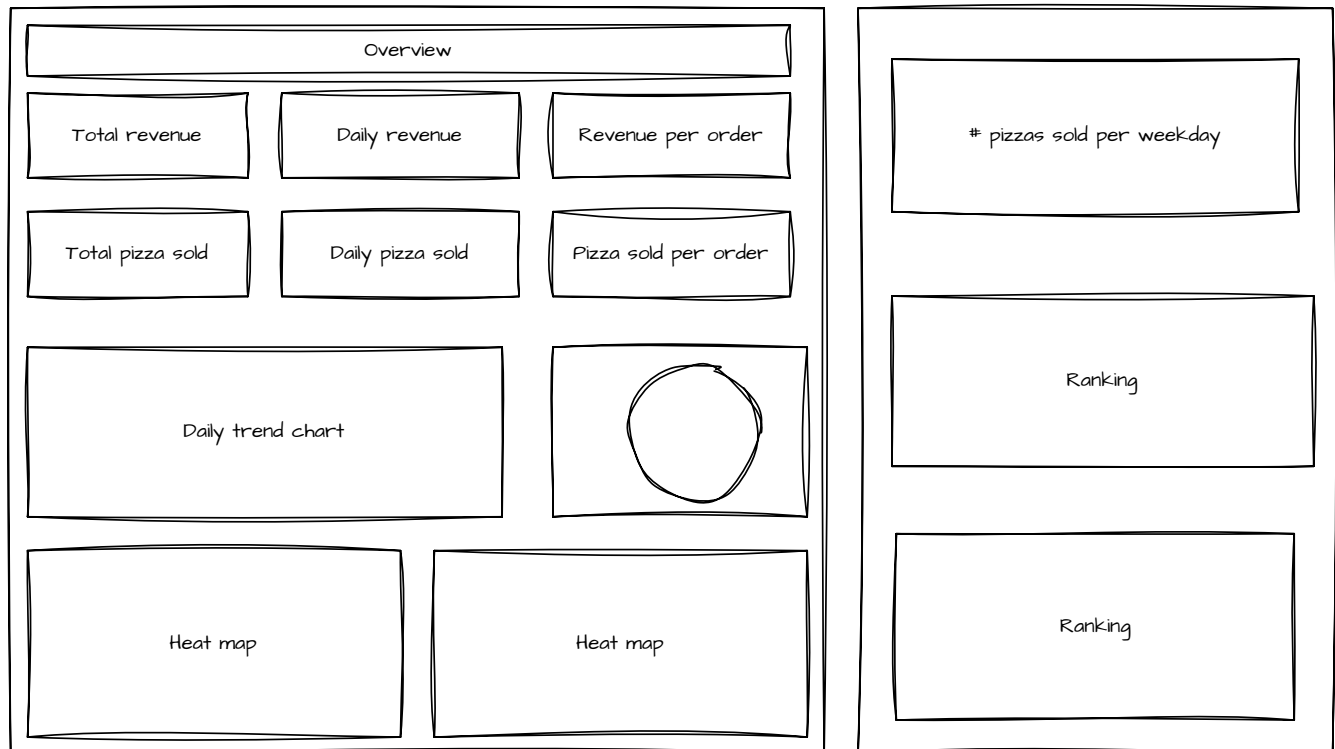 Overview
Total revenue
Daily revenue
Revenue per order
Total pizza sold
Daily pizza sold
Pizza sold per order
Daily trend chart
Heat map
Heat map
# pizzas sold per weekday
Ranking
Ranking